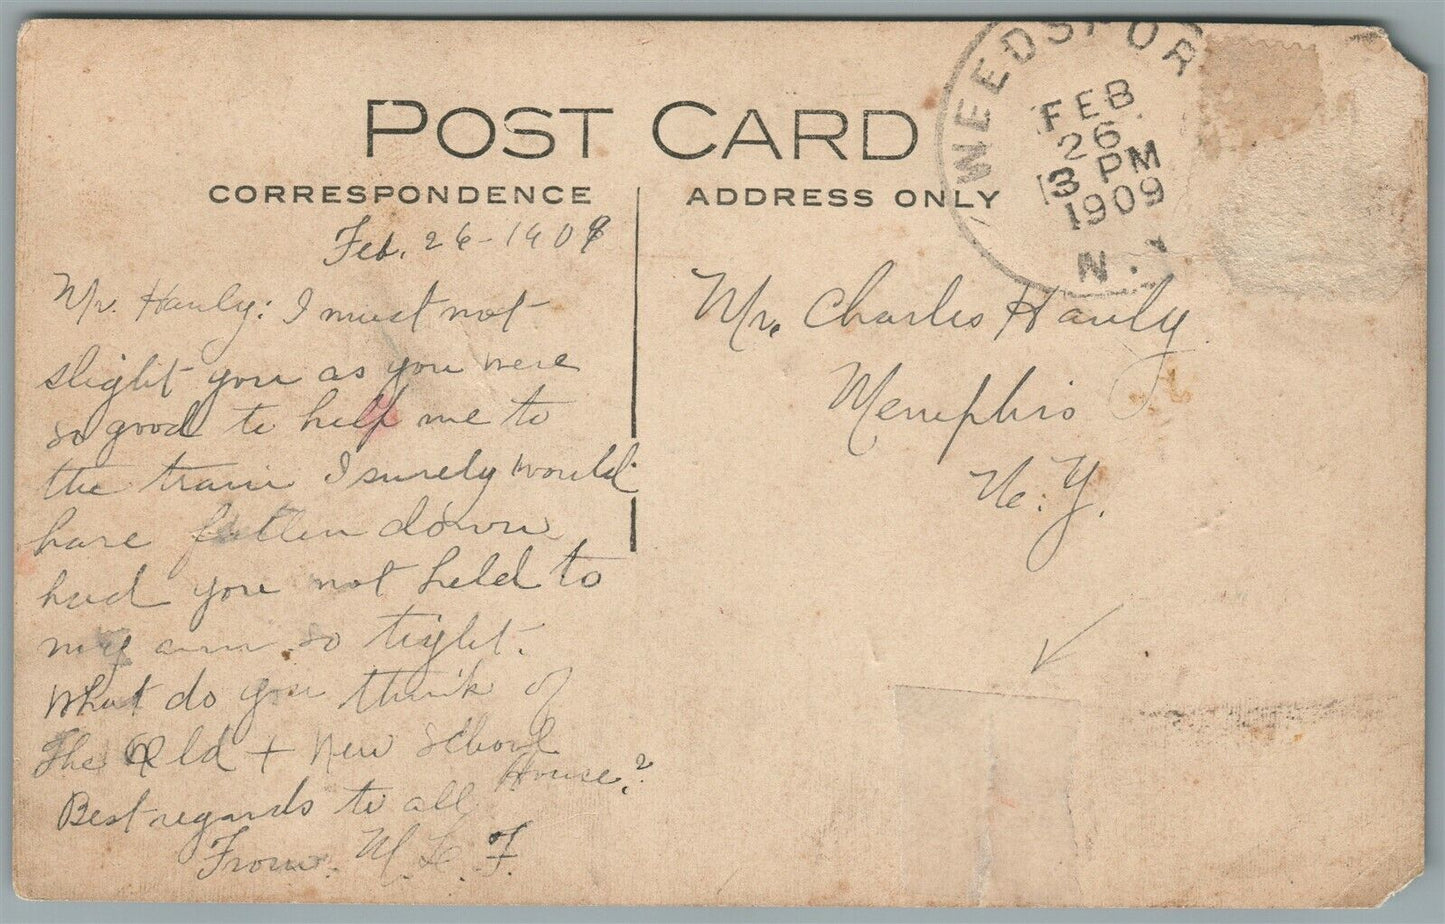 POST CARD
CORRESPONDENCE
ADDRESS ONLY
WEEDSPOR
FEB
26
3 PM
1909
N.Y
Feb. 26-1909
Mr. Hauly: I must not
slight you as you were
so good to help me to
the train I surely would
have fallen down
had you not held to
my arm so tight.
What do you think of
The Old + New School
House?
Best regards to all
From. M. L. F.
Mr. Charles Hauly
Memphis
N. Y.